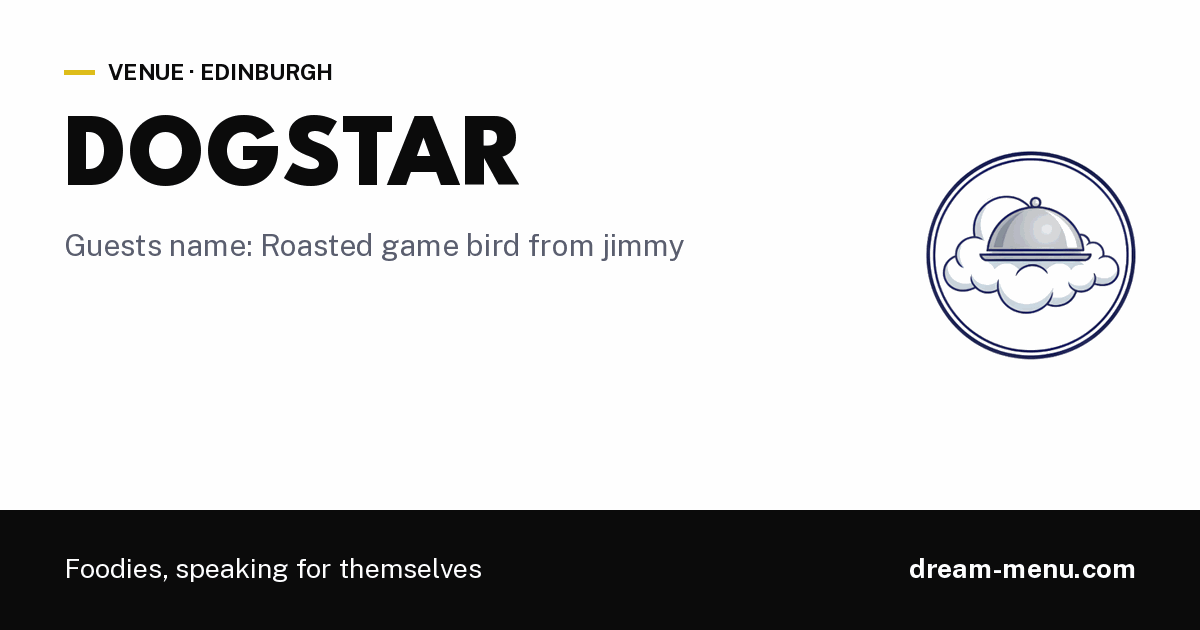 VENUE · EDINBURGH
DOGSTAR
Guests name: Roasted game bird from jimmy
Foodies, speaking for themselves
dream-menu.com